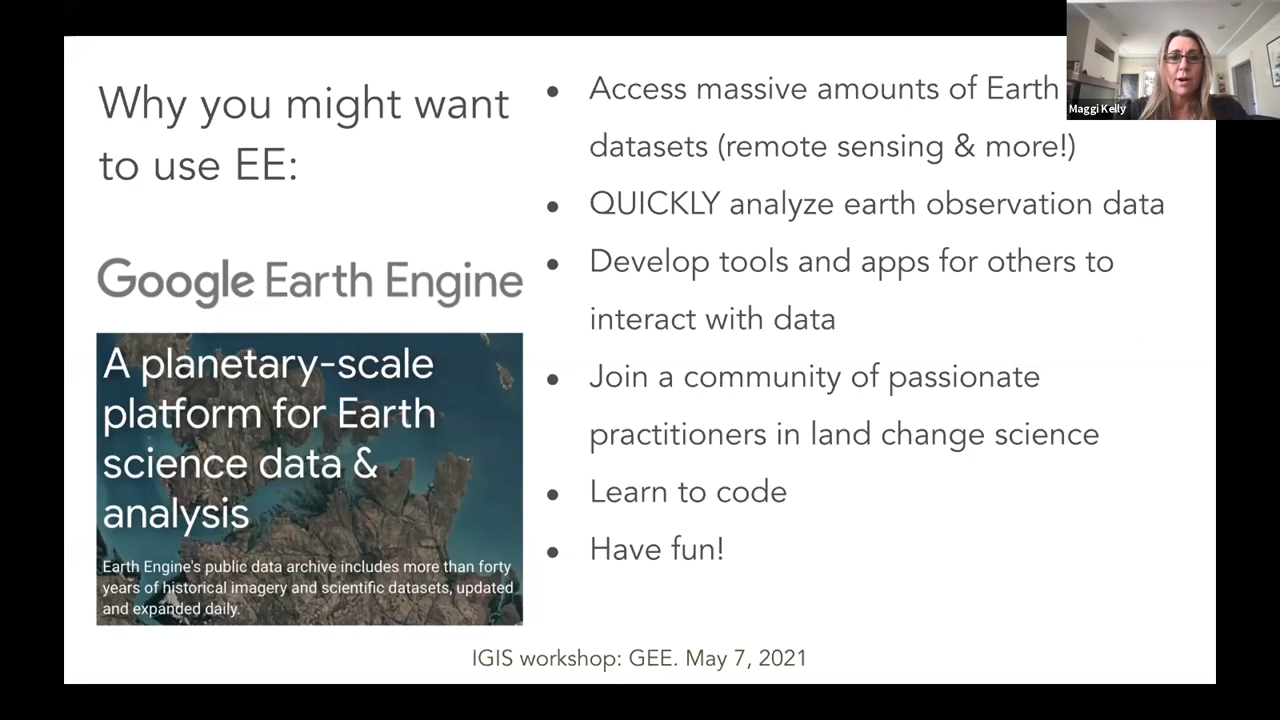 Why you might want
to use EE:
Google Earth Engine
A planetary-scale
platform for Earth
science data &
analysis
Earth Engine's public data archive includes more than forty
years of historical imagery and scientific datasets, updated
and expanded daily.
• Access massive amounts of Earth
datasets (remote sensing & more!)
• QUICKLY analyze earth observation data
• Develop tools and apps for others to
interact with data
• Join a community of passionate
practitioners in land change science
• Learn to code
• Have fun!
IGIS workshop: GEE. May 7, 2021
Maggi Kelly